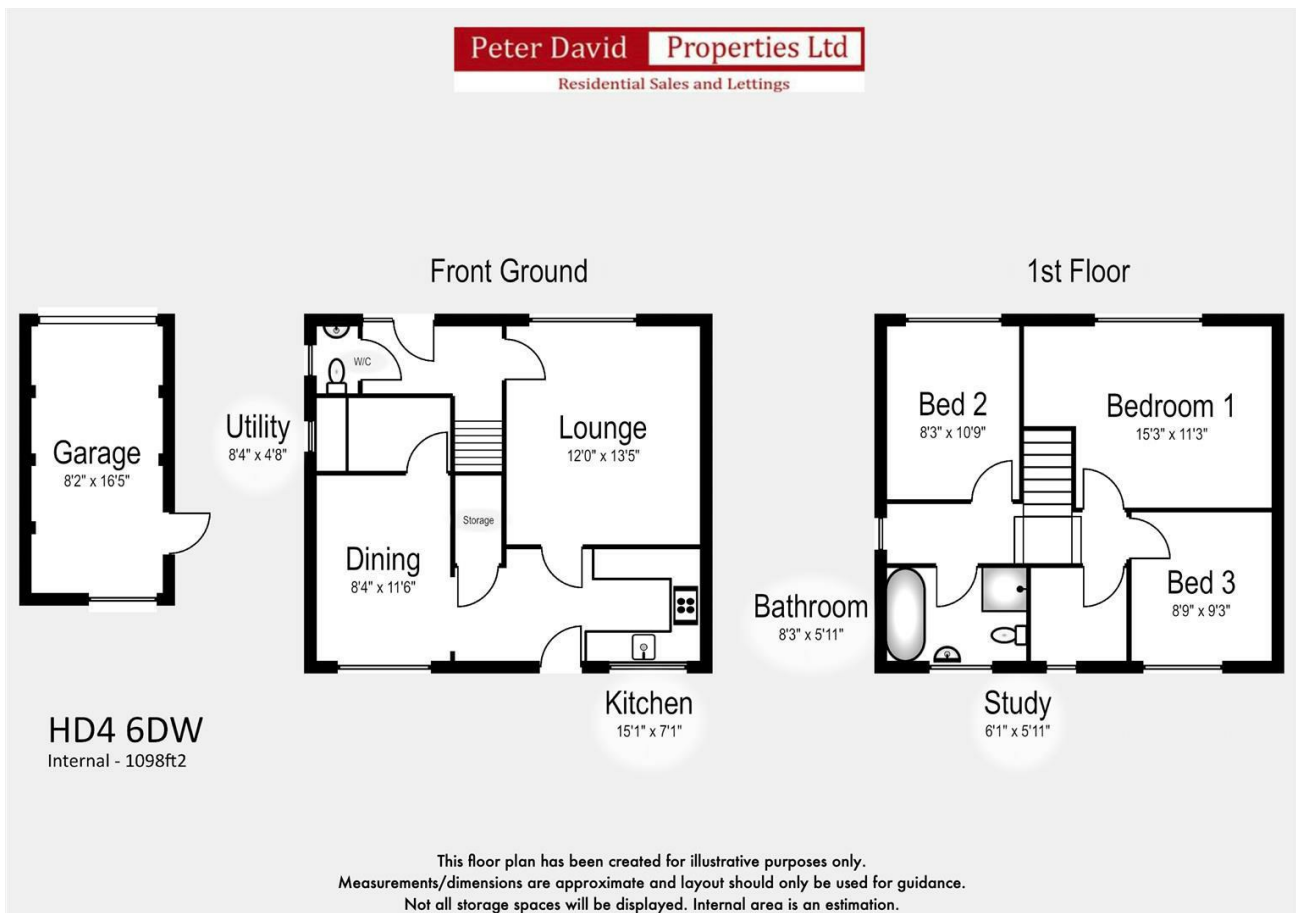 Peter David Properties Ltd
Residential Sales and Lettings
Front Ground
1st Floor
Garage
8'2" x 16'5"
Utility
8'4" x 4'8"
W/C
Lounge
12'0" x 13'5"
Storage
Dining
8'4" x 11'6"
Kitchen
15'1" x 7'1"
Bed 2
8'3" x 10'9"
Bedroom 1
15'3" x 11'3"
Bathroom
8'3" x 5'11"
Bed 3
8'9" x 9'3"
Study
6'1" x 5'11"
HD4 6DW
Internal - 1098ft2
This floor plan has been created for illustrative purposes only.
Measurements/dimensions are approximate and layout should only be used for guidance.
Not all storage spaces will be displayed. Internal area is an estimation.